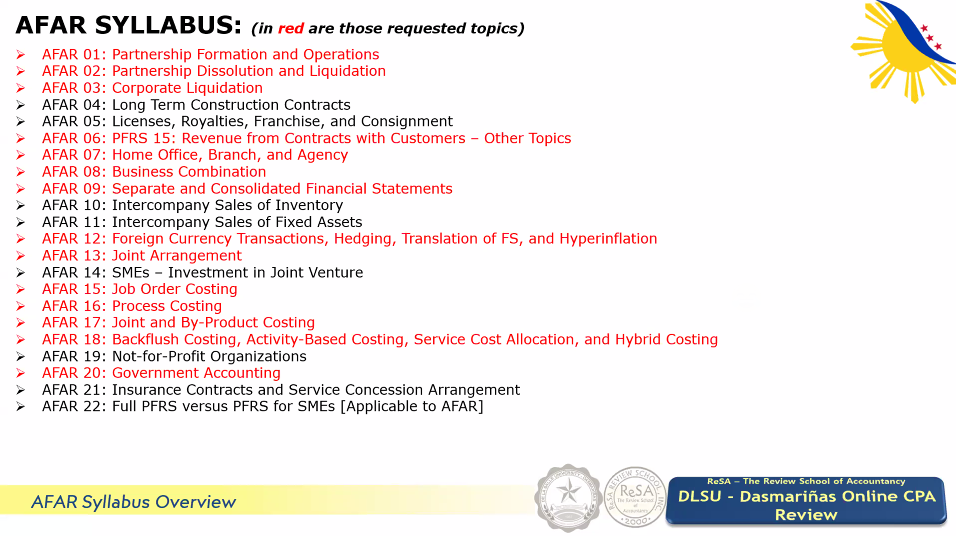 AFAR SYLLABUS: (in red are those requested topics)
➢ AFAR 01: Partnership Formation and Operations
➢ AFAR 02: Partnership Dissolution and Liquidation
➢ AFAR 03: Corporate Liquidation
➢ AFAR 04: Long Term Construction Contracts
➢ AFAR 05: Licenses, Royalties, Franchise, and Consignment
➢ AFAR 06: PFRS 15: Revenue from Contracts with Customers – Other Topics
➢ AFAR 07: Home Office, Branch, and Agency
➢ AFAR 08: Business Combination
➢ AFAR 09: Separate and Consolidated Financial Statements
➢ AFAR 10: Intercompany Sales of Inventory
➢ AFAR 11: Intercompany Sales of Fixed Assets
➢ AFAR 12: Foreign Currency Transactions, Hedging, Translation of FS, and Hyperinflation
➢ AFAR 13: Joint Arrangement
➢ AFAR 14: SMEs – Investment in Joint Venture
➢ AFAR 15: Job Order Costing
➢ AFAR 16: Process Costing
➢ AFAR 17: Joint and By-Product Costing
➢ AFAR 18: Backflush Costing, Activity-Based Costing, Service Cost Allocation, and Hybrid Costing
➢ AFAR 19: Not-for-Profit Organizations
➢ AFAR 20: Government Accounting
➢ AFAR 21: Insurance Contracts and Service Concession Arrangement
➢ AFAR 22: Full PFRS versus PFRS for SMEs [Applicable to AFAR]
AFAR Syllabus Overview
ReSA
The Review School
of Accountancy
2000
ReSA – The Review School of Accountancy
DLSU - Dasmariñas Online CPA
Review